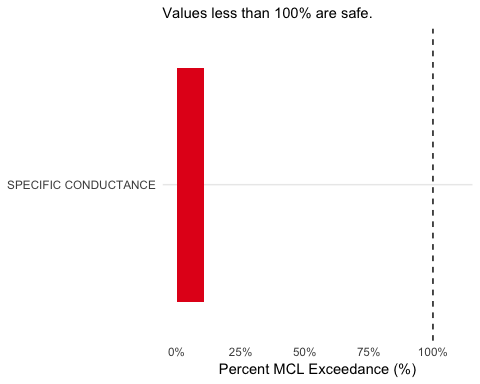 Values less than 100% are safe.
SPECIFIC CONDUCTANCE
0% 25% 50% 75% 100%
Percent MCL Exceedance (%)